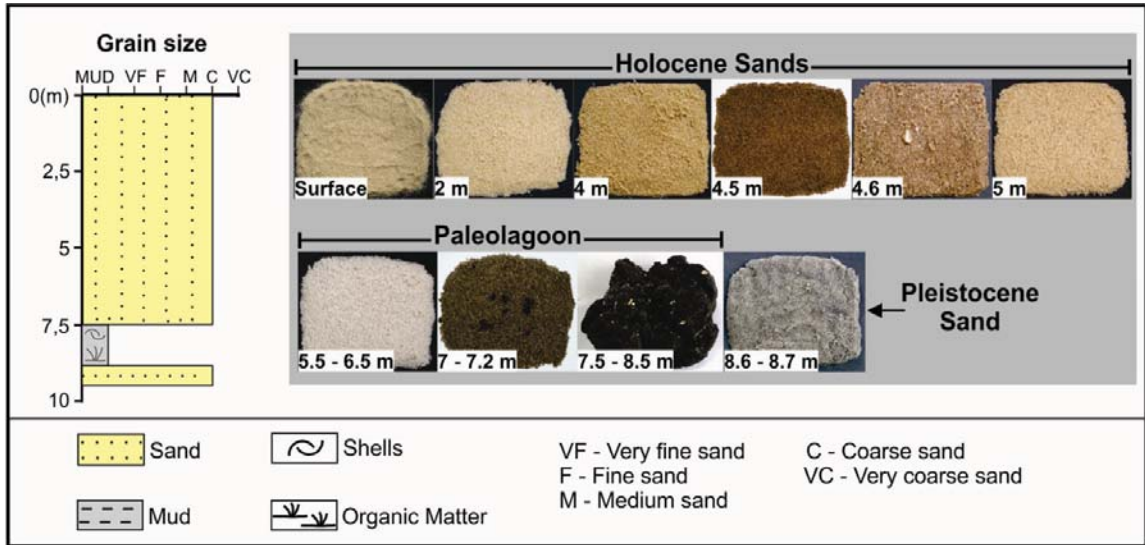 Grain size
MUD VF F M C VC
0(m)
2,5
5
7,5
10
Holocene Sands
Surface 2 m 4 m 4.5 m 4.6 m 5 m
Paleolagoon
5.5 - 6.5 m 7 - 7.2 m 7.5 - 8.5 m 8.6 - 8.7 m
Pleistocene
Sand
Sand
Shells
Mud
Organic Matter
VF - Very fine sand
F - Fine sand
M - Medium sand
C - Coarse sand
VC - Very coarse sand